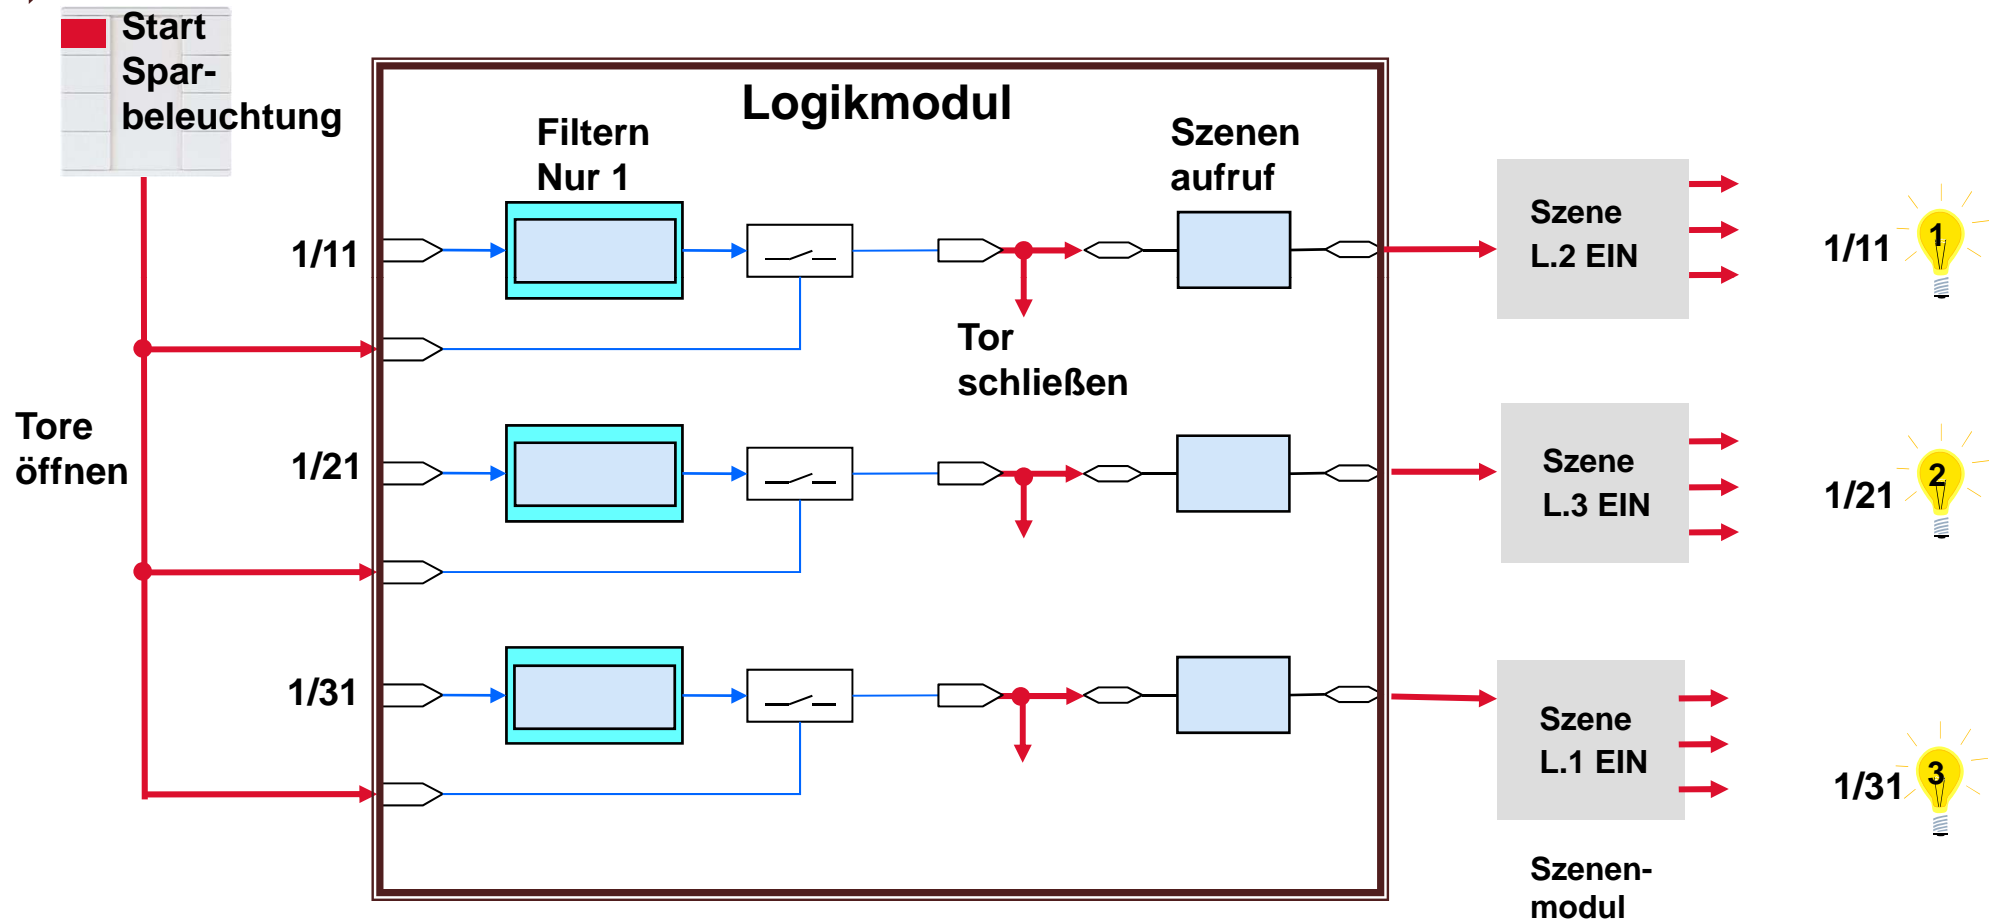 Start
Spar-
beleuchtung
Logikmodul
Filtern
Nur 1
Szenen
aufruf
1/11
Szene
L.2 EIN
1/11
1
Tor
schließen
Tore
öffnen
1/21
Szene
L.3 EIN
1/21
2
1/31
Szene
L.1 EIN
1/31
3
Szenen-
modul